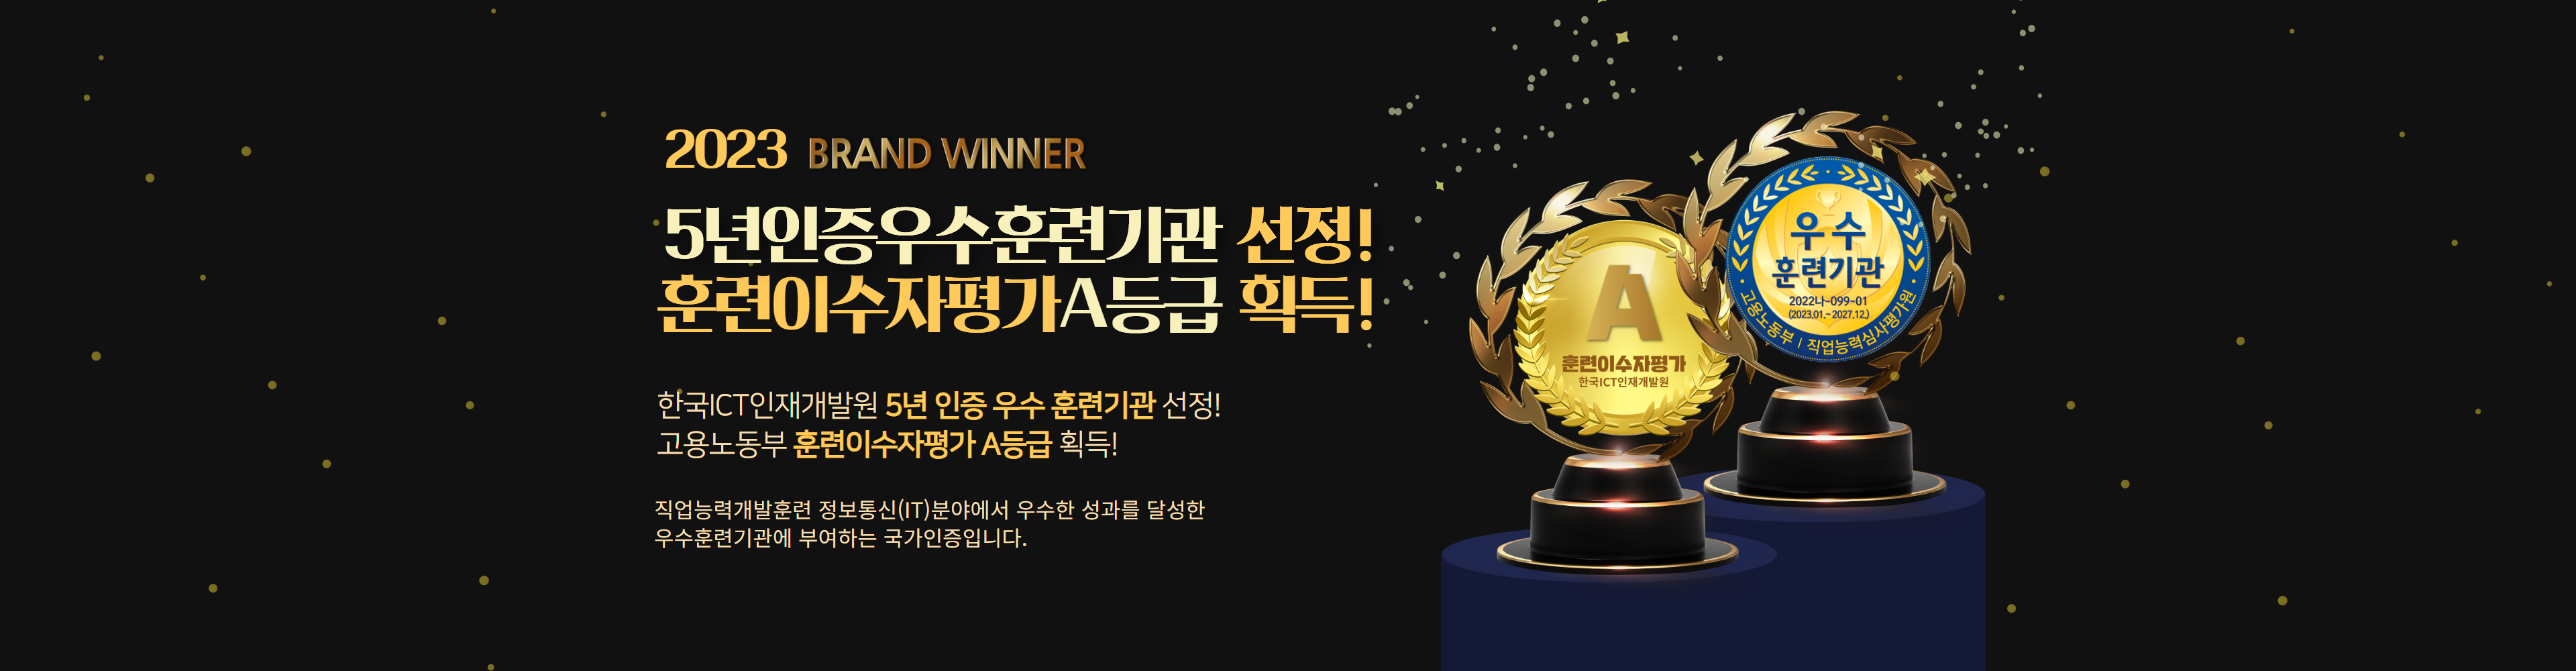 2023 BRAND WINNER
5년인증우수훈련기관 선정!
훈련이수자평가A등급 획득!
한국ICT인재개발원 5년 인증 우수 훈련기관 선정!
고용노동부 훈련이수자평가 A등급 획득!
직업능력개발훈련 정보통신(IT)분야에서 우수한 성과를 달성한
우수훈련기관에 부여하는 국가인증입니다.
A
훈련이수자평가
한국ICT인재개발원
우수
훈련기관
2022나-099-01
(2023.01.~2027.12.)
고용노동부 | 직업능력심사평가원